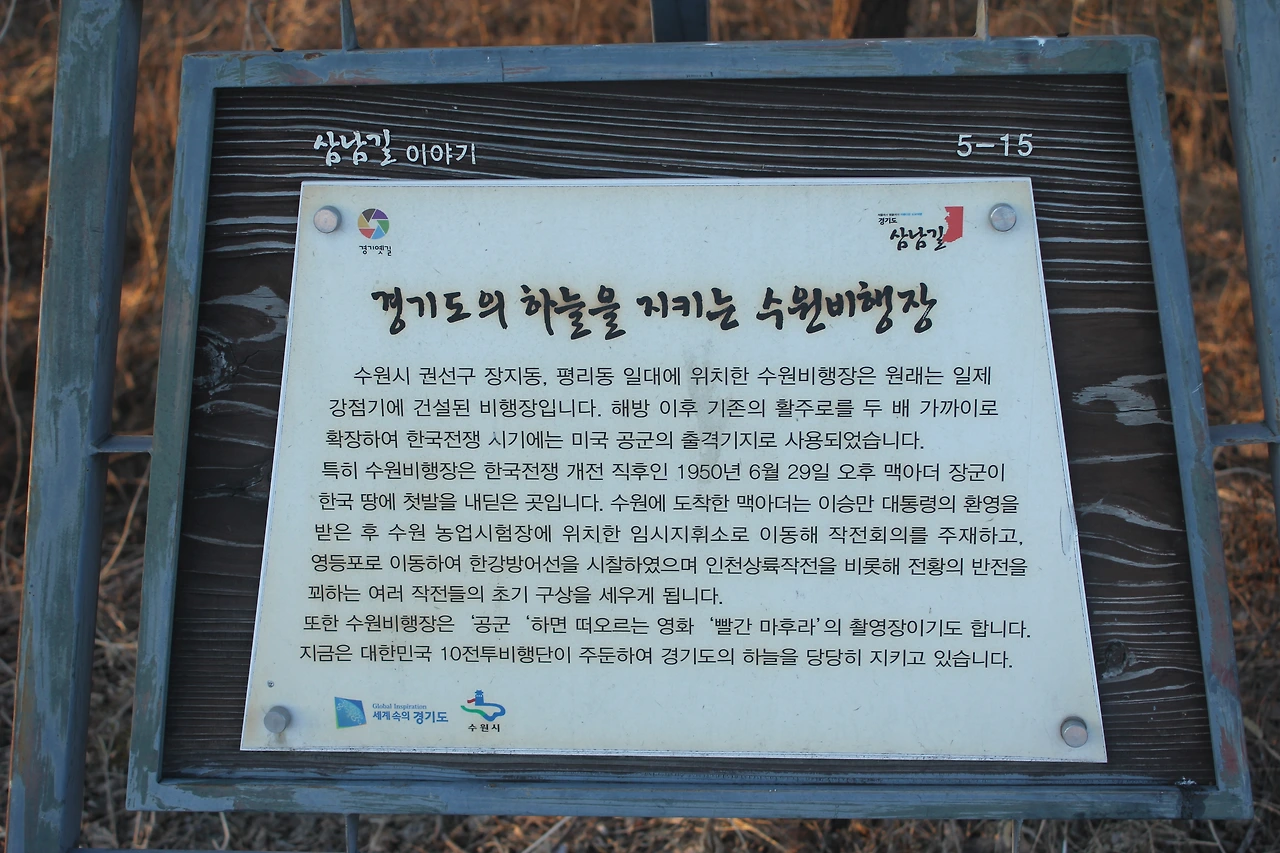 삼남길 이야기
5-15
경기옛길
경기도
삼남길
경기도의 하늘을 지키는 수원비행장
수원시 권선구 장지동, 평리동 일대에 위치한 수원비행장은 원래는 일제
강점기에 건설된 비행장입니다. 해방 이후 기존의 활주로를 두 배 가까이로
확장하여 한국전쟁 시기에는 미국 공군의 출격기지로 사용되었습니다.
특히 수원비행장은 한국전쟁 개전 직후인 1950년 6월 29일 오후 맥아더 장군이
한국 땅에 첫발을 내딛은 곳입니다. 수원에 도착한 맥아더는 이승만 대통령의 환영을
받은 후 수원 농업시험장에 위치한 임시지휘소로 이동해 작전회의를 주재하고,
영등포로 이동하여 한강방어선을 시찰하였으며 인천상륙작전을 비롯해 전황의 반전을
꾀하는 여러 작전들의 초기 구상을 세우게 됩니다.
또한 수원비행장은 ‘공군 ‘하면 떠오르는 영화 ‘빨간 마후라’의 촬영장이기도 합니다.
지금은 대한민국 10전투비행단이 주둔하여 경기도의 하늘을 당당히 지키고 있습니다.
Global Inspiration
세계 속의 경기도
수원시